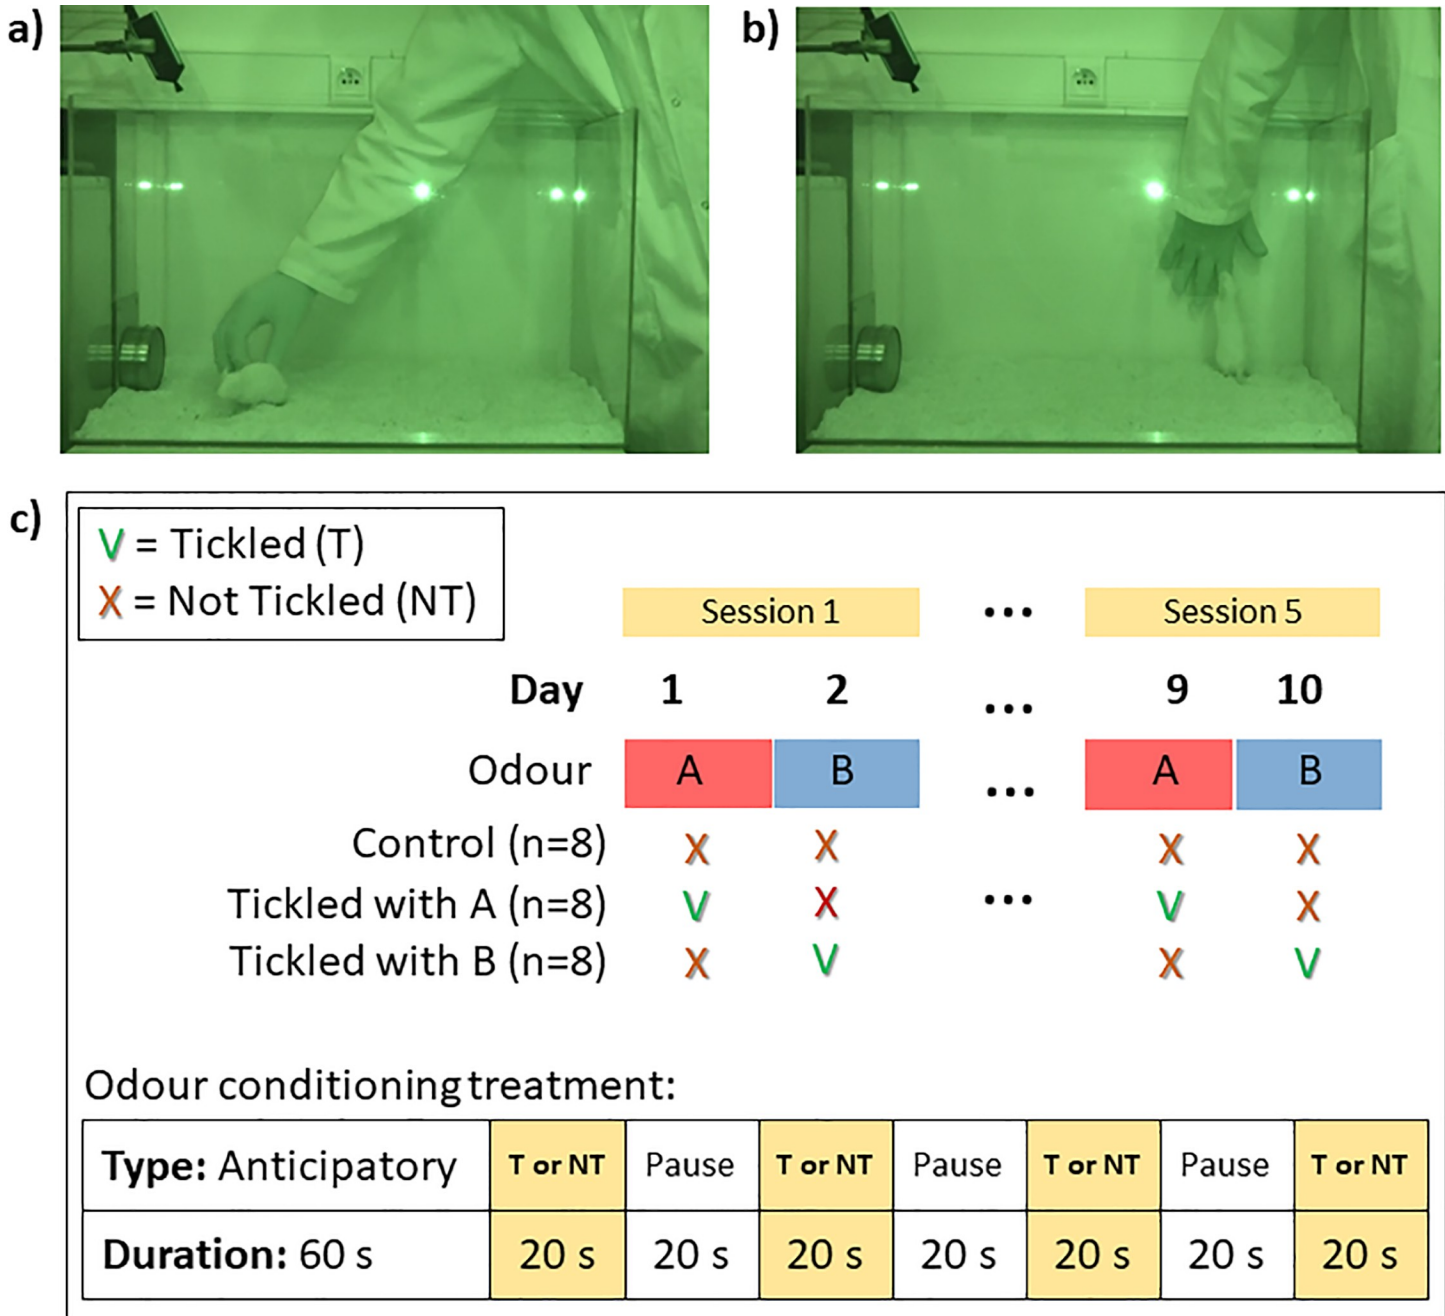 a)
b)
c)
V = Tickled (T)
X = Not Tickled (NT)
Session 1 ... Session 5
Day 1 2 ... 9 10
Odour A B ... A B
Control (n=8) X X X X
Tickled with A (n=8) V X ... V X
Tickled with B (n=8) X V X V
Odour conditioning treatment:
Type: Anticipatory T or NT Pause T or NT Pause T or NT Pause T or NT
Duration: 60 s 20 s 20 s 20 s 20 s 20 s 20 s 20 s